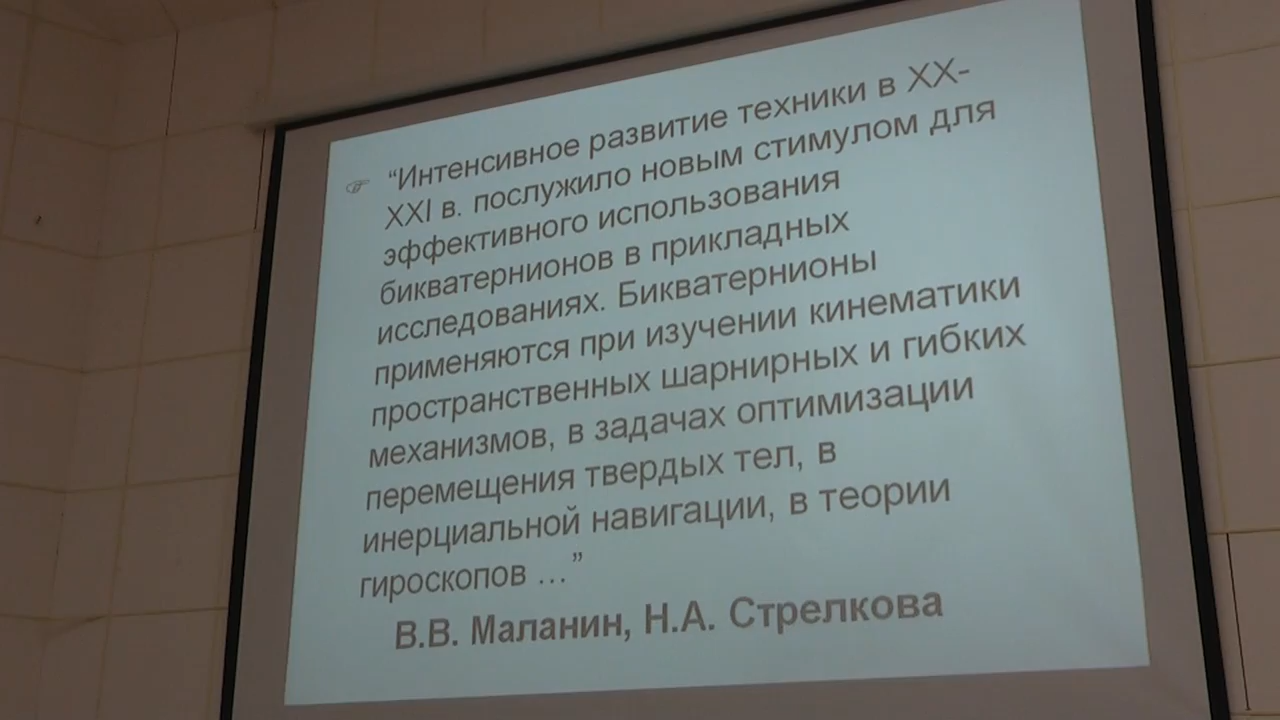 “Интенсивное развитие техники в XX-
XXI в. послужило новым стимулом для
эффективного использования
бикватернионов в прикладных
исследованиях. Бикватернионы
применяются при изучении кинематики
пространственных шарнирных и гибких
механизмов, в задачах оптимизации
перемещения твердых тел, в
инерциальной навигации, в теории
гироскопов …”
В.В. Маланин, Н.А. Стрелкова